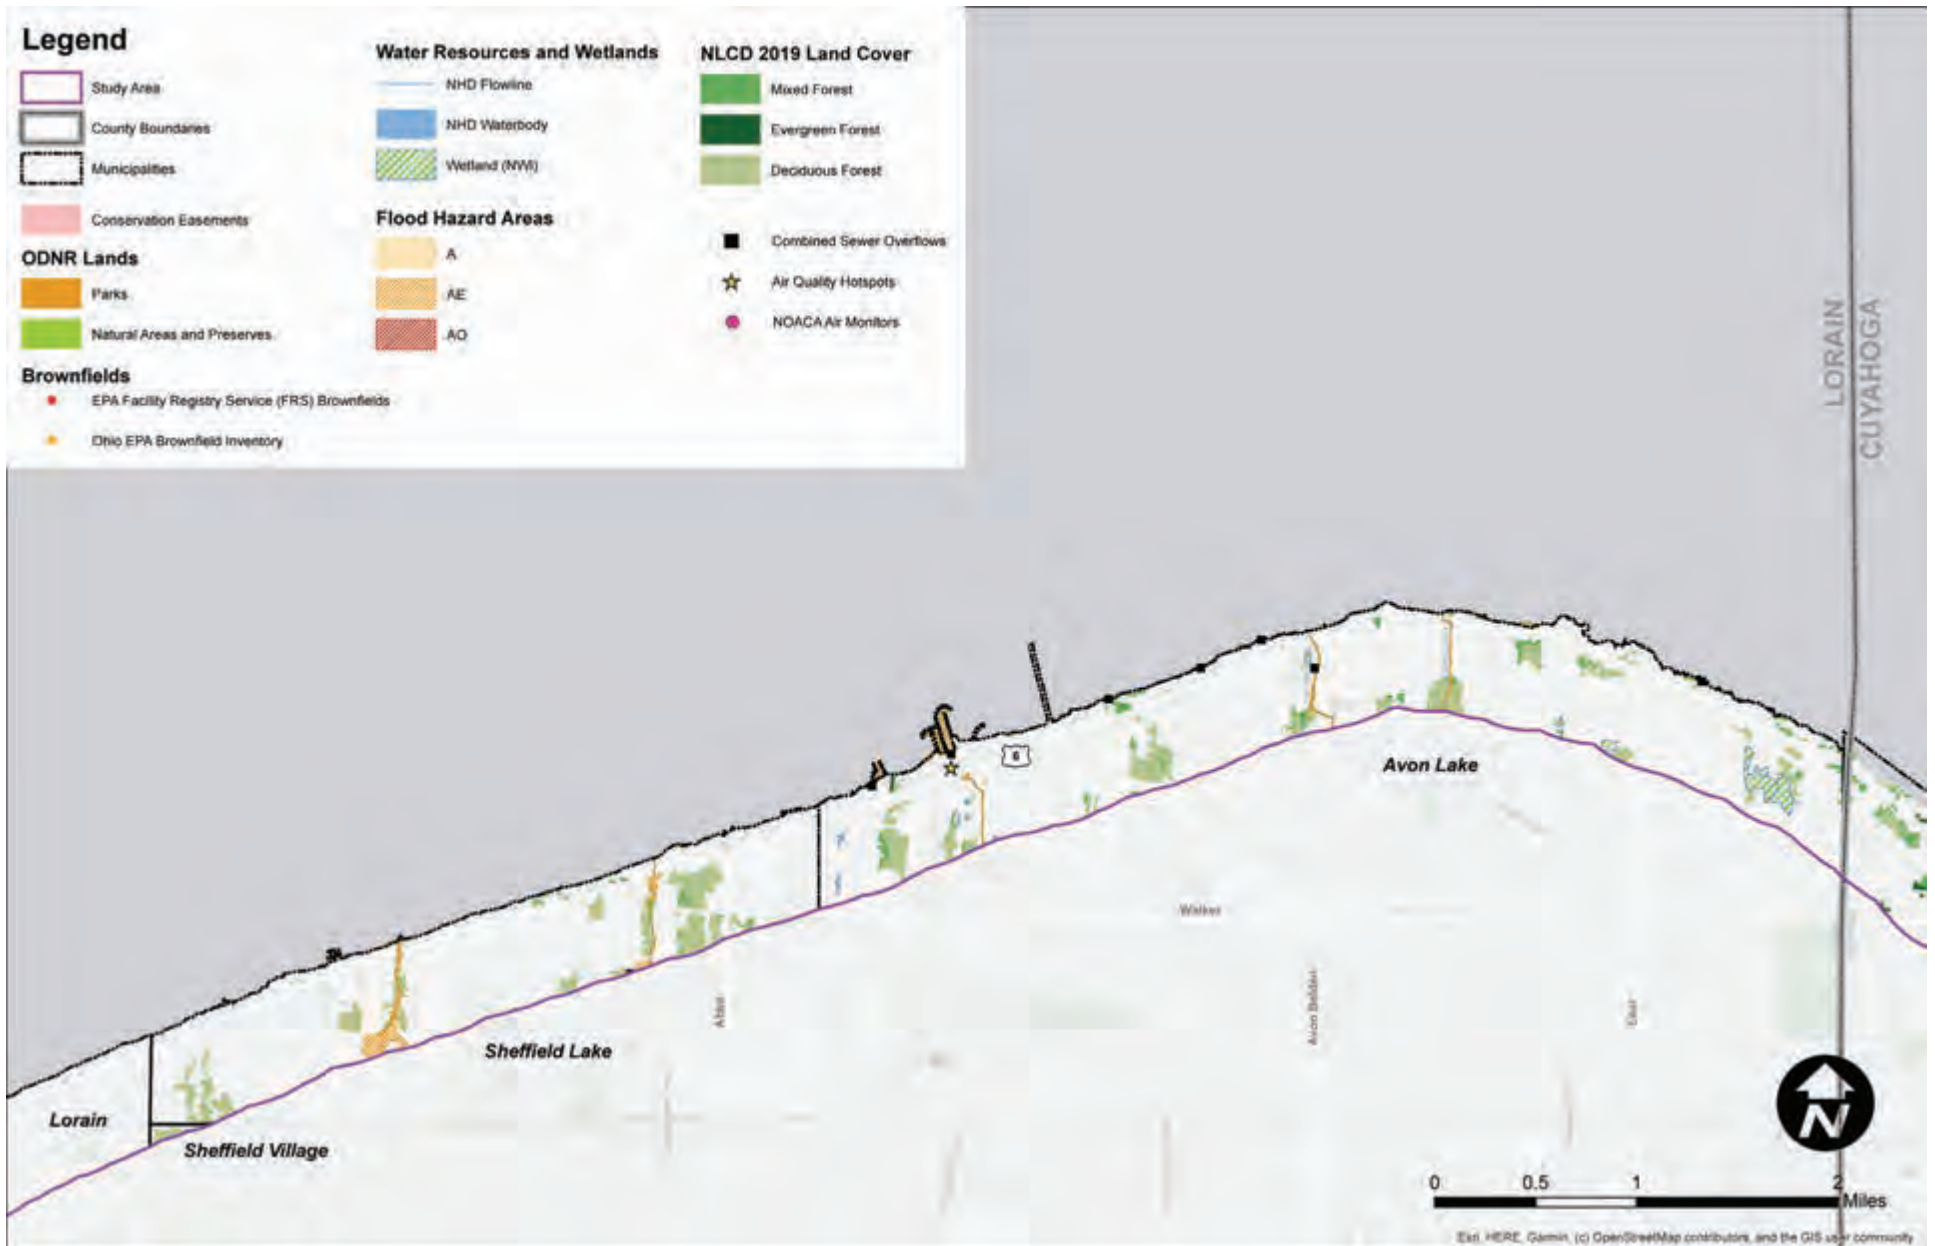 Legend
Study Area
County Boundaries
Municipalities
Conservation Easements
ODNR Lands
Parks
Natural Areas and Preserves
Brownfields
EPA Facility Registry Service (FRS) Brownfields
Ohio EPA Brownfield Inventory
Water Resources and Wetlands
NHD Flowline
NHD Waterbody
Wetland (NWI)
Flood Hazard Areas
A
AE
AO
NLCD 2019 Land Cover
Mixed Forest
Evergreen Forest
Deciduous Forest
Combined Sewer Overflows
Air Quality Hotspots
NOACA Air Monitors
LORAIN
CUYAHOGA
6
Avon Lake
Walker
Avon Belden
Abbe
Sheffield Lake
Lorain
Sheffield Village
N
0 0.5 1 2
Miles
Esri, HERE, Garmin, (c) OpenStreetMap contributors, and the GIS user community